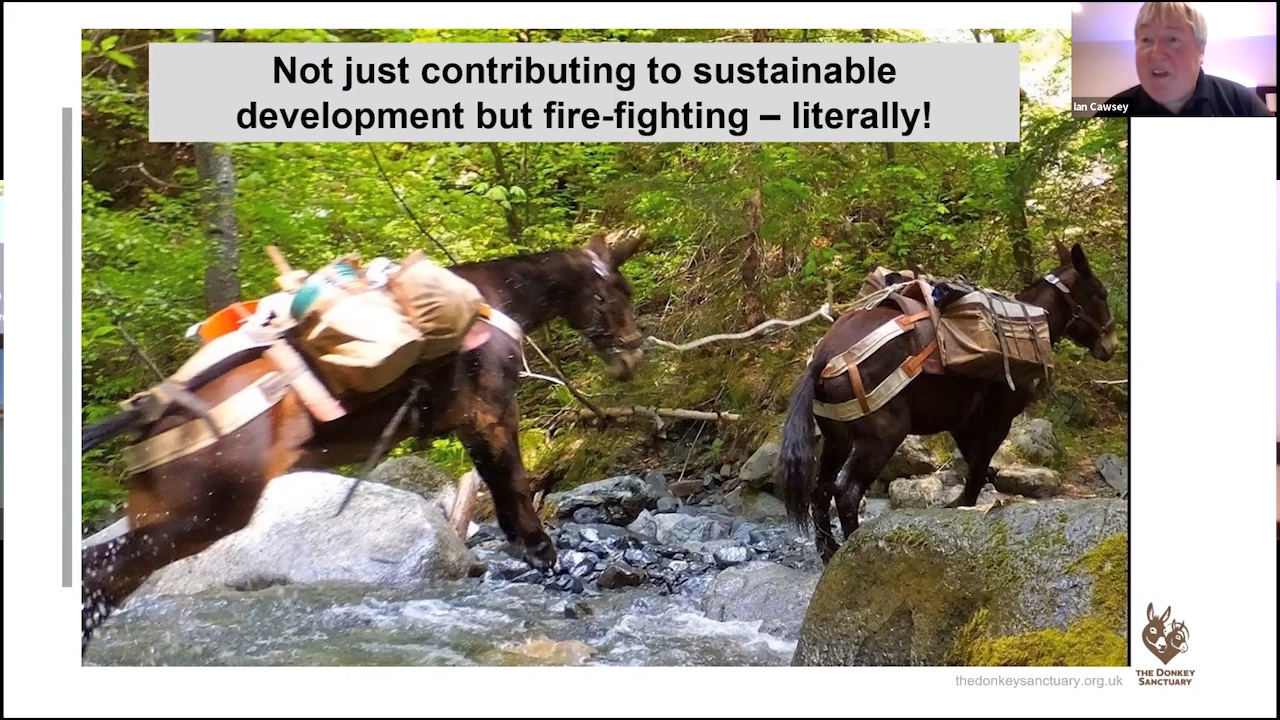 Not just contributing to sustainable
development but fire-fighting – literally!
Ian Cawsey
thedonkeysanctuary.org.uk
THE DONKEY
SANCTUARY